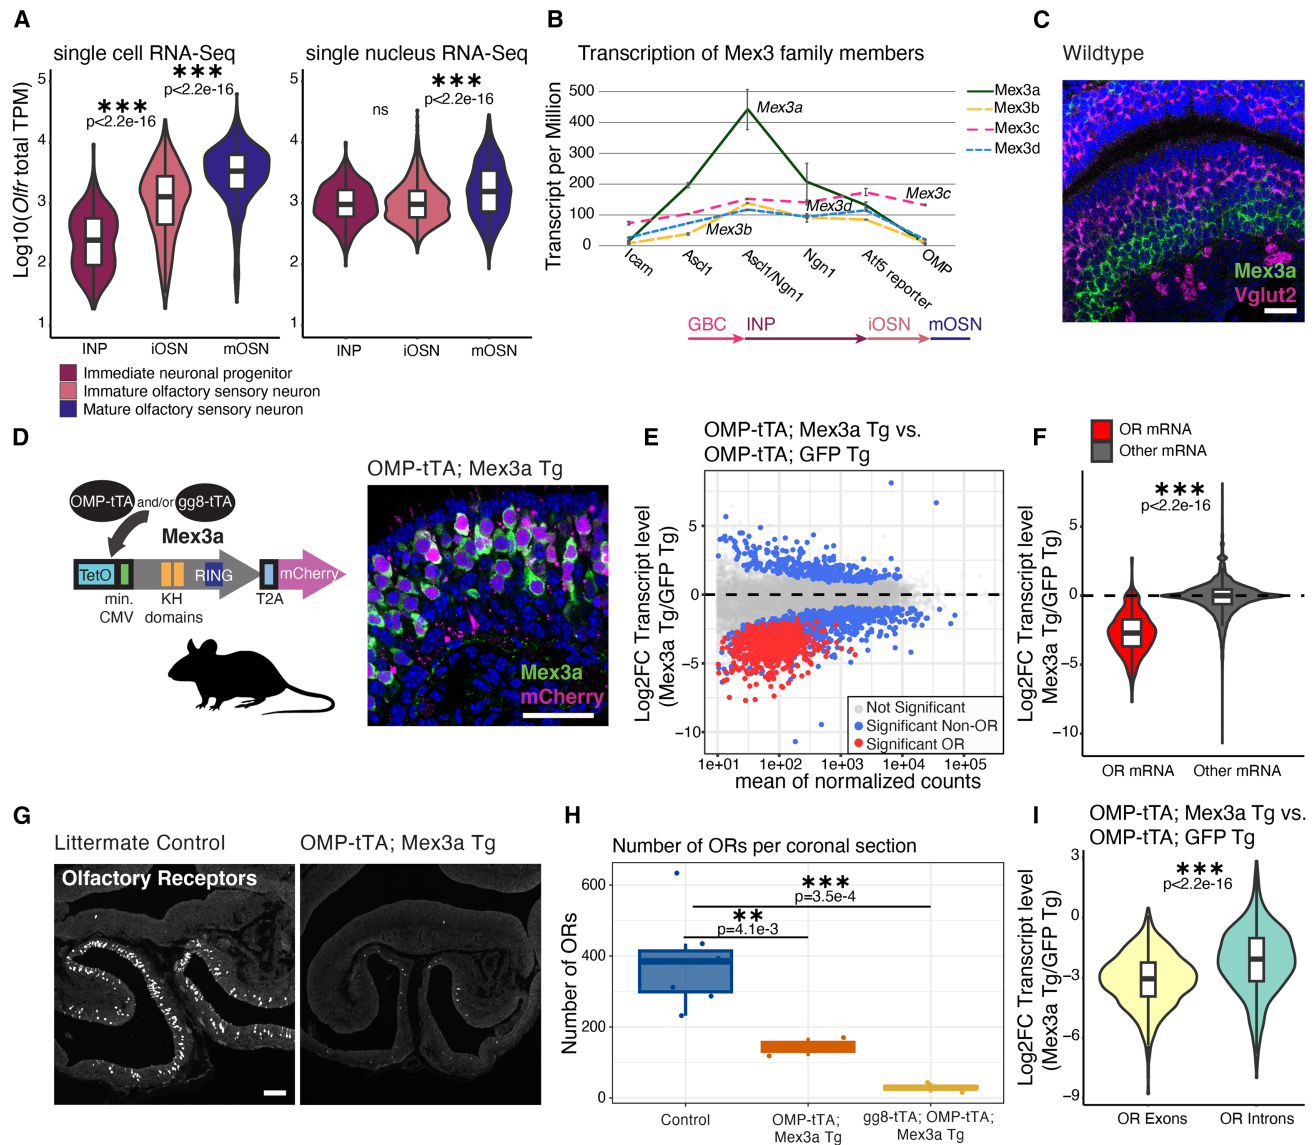 A
single cell RNA-Seq
single nucleus RNA-Seq
Log10(Olfr total TPM)
5
4
3
2
1
✱✱✱
p<2.2e-16
✱✱✱
p<2.2e-16
INP
iOSN
mOSN
5
4
3
2
1
ns
✱✱✱
p<2.2e-16
INP
iOSN
mOSN
Immediate neuronal progenitor
Immature olfactory sensory neuron
Mature olfactory sensory neuron
B
Transcription of Mex3 family members
Transcript per Million
500
400
300
200
100
0
Mex3a
Mex3c
Mex3d
Mex3b
Mex3a
Mex3b
Mex3c
Mex3d
Icam
Ascl1
Ascl1/Ngn1
Ngn1
Atf5 reporter
OMP
GBC
INP
iOSN
mOSN
C
Wildtype
Mex3a
Vglut2
D
OMP-tTA
and/or
gg8-tTA
Mex3a
TetO
RING
mCherry
min.
CMV
KH
domains
T2A
OMP-tTA; Mex3a Tg
Mex3a
mCherry
E
OMP-tTA; Mex3a Tg vs.
OMP-tTA; GFP Tg
Log2FC Transcript level
(Mex3a Tg/GFP Tg)
5
0
−5
−10
Not Significant
Significant Non-OR
Significant OR
1e+01
1e+02
1e+03
1e+04
1e+05
mean of normalized counts
F
OR mRNA
Other mRNA
✱✱✱
p<2.2e-16
Log2FC Transcript level
Mex3a Tg/GFP Tg)
5
0
−5
−10
OR mRNA
Other mRNA
G
Littermate Control
OMP-tTA; Mex3a Tg
Olfactory Receptors
H
Number of ORs per coronal section
Number of ORs
600
400
200
0
✱✱✱
p=3.5e-4
✱✱
p=4.1e-3
Control
OMP-tTA;
Mex3a Tg
gg8-tTA; OMP-tTA;
Mex3a Tg
I
OMP-tTA; Mex3a Tg vs.
OMP-tTA; GFP Tg
Log2FC Transcript level
(Mex3a Tg/GFP Tg)
3
0
−3
−6
−9
✱✱✱
p<2.2e-16
OR Exons
OR Introns